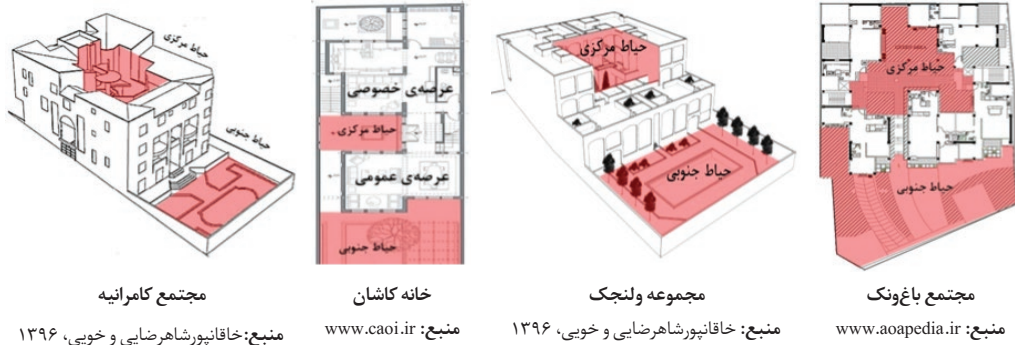 حیاط مرکزی
حیاط جنوبی
عرصه‌ی خصوصی
حیاط مرکزی
عرصه‌ی عمومی
حیاط جنوبی
حیاط مرکزی
حیاط جنوبی
حیاط مرکزی
حیاط جنوبی
مجتمع باغ‌ونک
مجموعه ولنجک
خانه کاشان
مجتمع کامرانیه
منبع: www.aoapedia.ir
منبع: خاقانپورشاهرضایی و خویی، ۱۳۹۶
منبع: www.caoi.ir
منبع:خاقانپورشاهرضایی و خویی، ۱۳۹۶